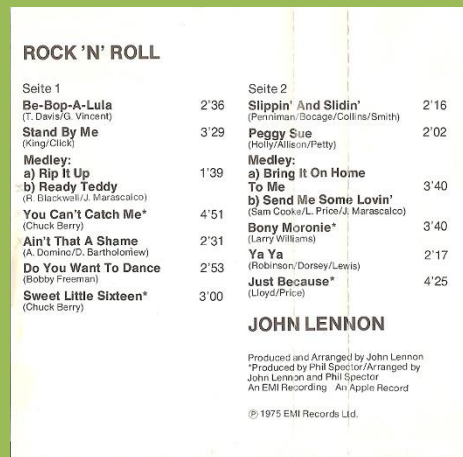 ROCK 'N' ROLL
Seite 1
Be-Bop-A-Lula 2'36
(T. Davis/G. Vincent)
Stand By Me 3'29
(King/Click)
Medley:
a) Rip It Up 1'39
b) Ready Teddy
(R. Blackwell/J. Marascalco)
You Can't Catch Me* 4'51
(Chuck Berry)
Ain't That A Shame 2'31
(A. Domino/D. Bartholomew)
Do You Want To Dance 2'53
(Bobby Freeman)
Sweet Little Sixteen* 3'00
(Chuck Berry)
Seite 2
Slippin' And Slidin' 2'16
(Penniman/Bocage/Collins/Smith)
Peggy Sue 2'02
(Holly/Allison/Petty)
Medley:
a) Bring It On Home
To Me 3'40
b) Send Me Some Lovin'
(Sam Cooke/L. Price/J. Marascalco)
Bony Moronie* 3'40
(Larry Williams)
Ya Ya 2'17
(Robinson/Dorsey/Lewis)
Just Because* 4'25
(Lloyd/Price)
JOHN LENNON
Produced and Arranged by John Lennon
*Produced by Phil Spector/Arranged by
John Lennon and Phil Spector
An EMI Recording An Apple Record
℗ 1975 EMI Records Ltd.